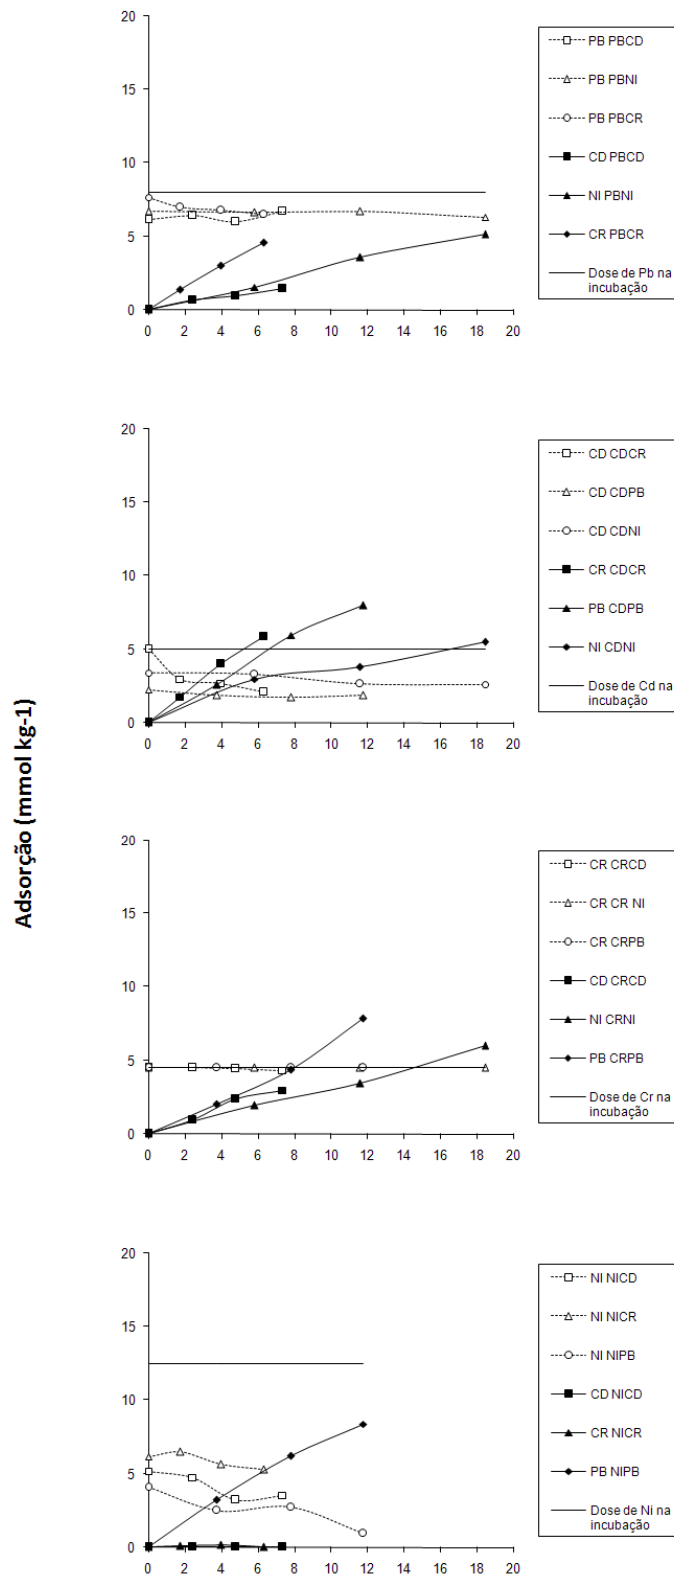 Adsorção (mmol kg-1)
20
15
10
5
0
0 2 4 6 8 10 12 14 16 18 20
PB PBCD
PB PBNI
PB PBCR
CD PBCD
NI PBNI
CR PBCR
Dose de Pb na
incubação
20
15
10
5
0
0 2 4 6 8 10 12 14 16 18 20
CD CDCR
CD CDPB
CD CDNI
CR CDCR
PB CDPB
NI CDNI
Dose de Cd na
incubação
20
15
10
5
0
0 2 4 6 8 10 12 14 16 18 20
CR CRCD
CR CR NI
CR CRPB
CD CRCD
NI CRNI
PB CRPB
Dose de Cr na
incubação
20
15
10
5
0
0 2 4 6 8 10 12 14 16 18 20
NI NICD
NI NICR
NI NIPB
CD NICD
CR NICR
PB NIPB
Dose de Ni na
incubação